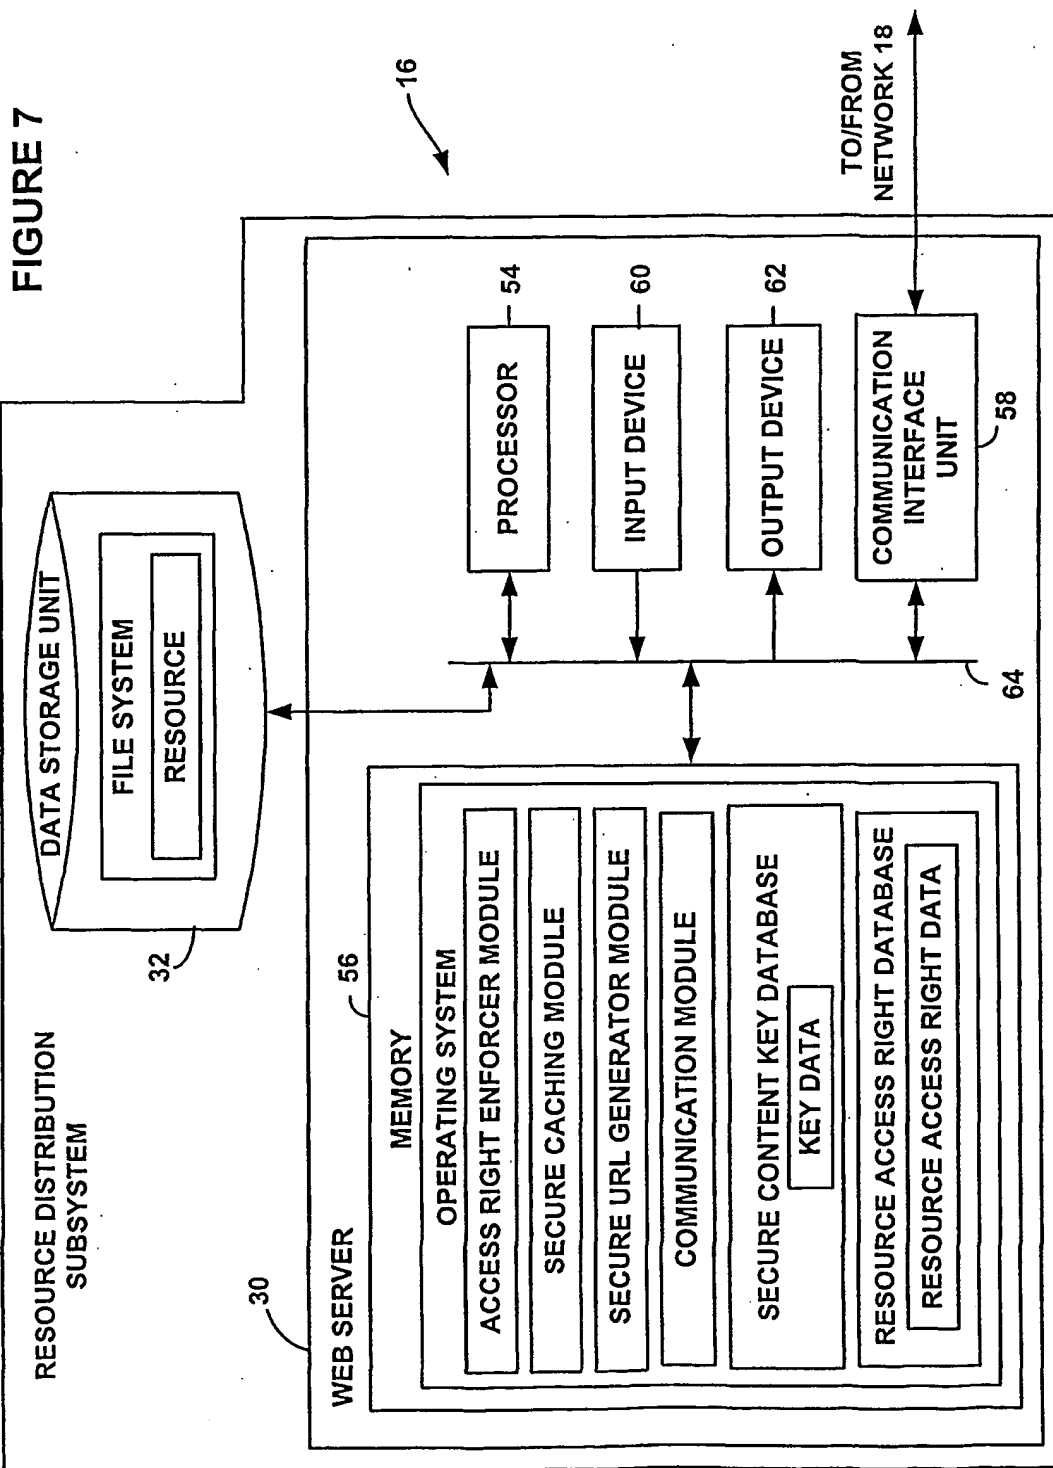 FIGURE 7
RESOURCE DISTRIBUTION
SUBSYSTEM
DATA STORAGE UNIT
FILE SYSTEM
RESOURCE
32
16
30
WEB SERVER
56
MEMORY
OPERATING SYSTEM
ACCESS RIGHT ENFORCER MODULE
SECURE CACHING MODULE
SECURE URL GENERATOR MODULE
COMMUNICATION MODULE
SECURE CONTENT KEY DATABASE
KEY DATA
RESOURCE ACCESS RIGHT DATABASE
RESOURCE ACCESS RIGHT DATA
PROCESSOR
54
INPUT DEVICE
60
OUTPUT DEVICE
62
COMMUNICATION
INTERFACE
UNIT
58
64
TO/FROM
NETWORK 18